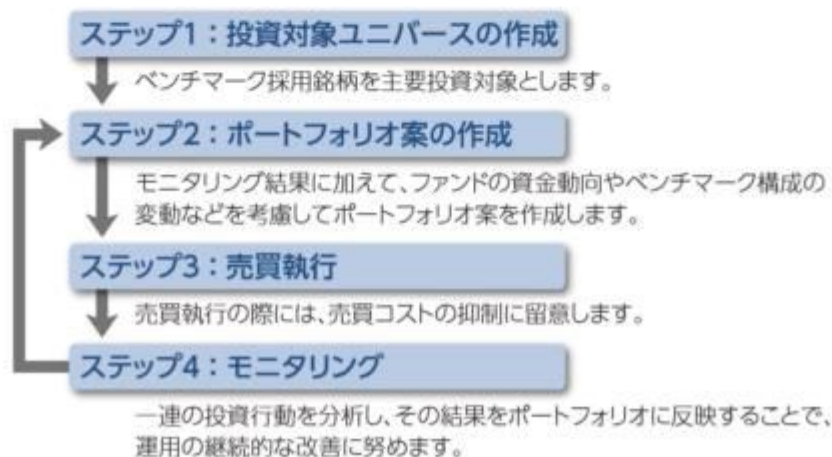 ステップ1：投資対象ユニバースの作成
ベンチマーク採用銘柄を主要投資対象とします。
ステップ2：ポートフォリオ案の作成
モニタリング結果に加えて、ファンドの資金動向やベンチマーク構成の
変動などを考慮してポートフォリオ案を作成します。
ステップ3：売買執行
売買執行の際には、売買コストの抑制に留意します。
ステップ4：モニタリング
一連の投資行動を分析し、その結果をポートフォリオに反映することで、
運用の継続的な改善に努めます。